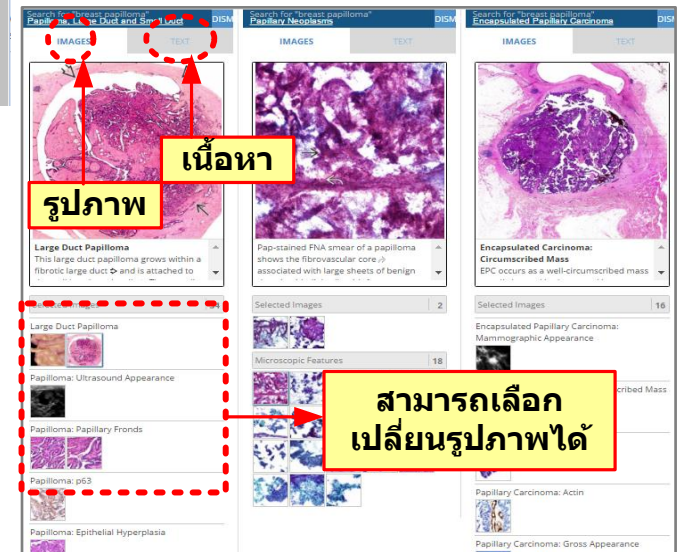 Search for "breast papilloma"
Papilloma, Large Duct and Small Duct
DISM
IMAGES
TEXT
เนื้อหา
รูปภาพ
Large Duct Papilloma
This large duct papilloma grows within a
fibrotic large duct and is attached to
Selected Images
34
Large Duct Papilloma
Papilloma: Ultrasound Appearance
Papilloma: Papillary Fronds
Papilloma: p63
Papilloma: Epithelial Hyperplasia
Search for "breast papilloma"
Papillary Neoplasms
DISM
IMAGES
TEXT
Pap-stained FNA smear of a papilloma
shows the fibrovascular core
associated with large sheets of benign
Selected Images
2
Microscopic Features
18
สามารถเลือก
เปลี่ยนรูปภาพได้
Search for "breast papilloma"
Encapsulated Papillary Carcinoma
DISM
IMAGES
TEXT
Encapsulated Carcinoma:
Circumscribed Mass
EPC occurs as a well-circumscribed mass
Selected Images
16
Encapsulated Papillary Carcinoma:
Mammographic Appearance
cribed Mass
Papillary Carcinoma: Actin
Papillary Carcinoma: Gross Appearance